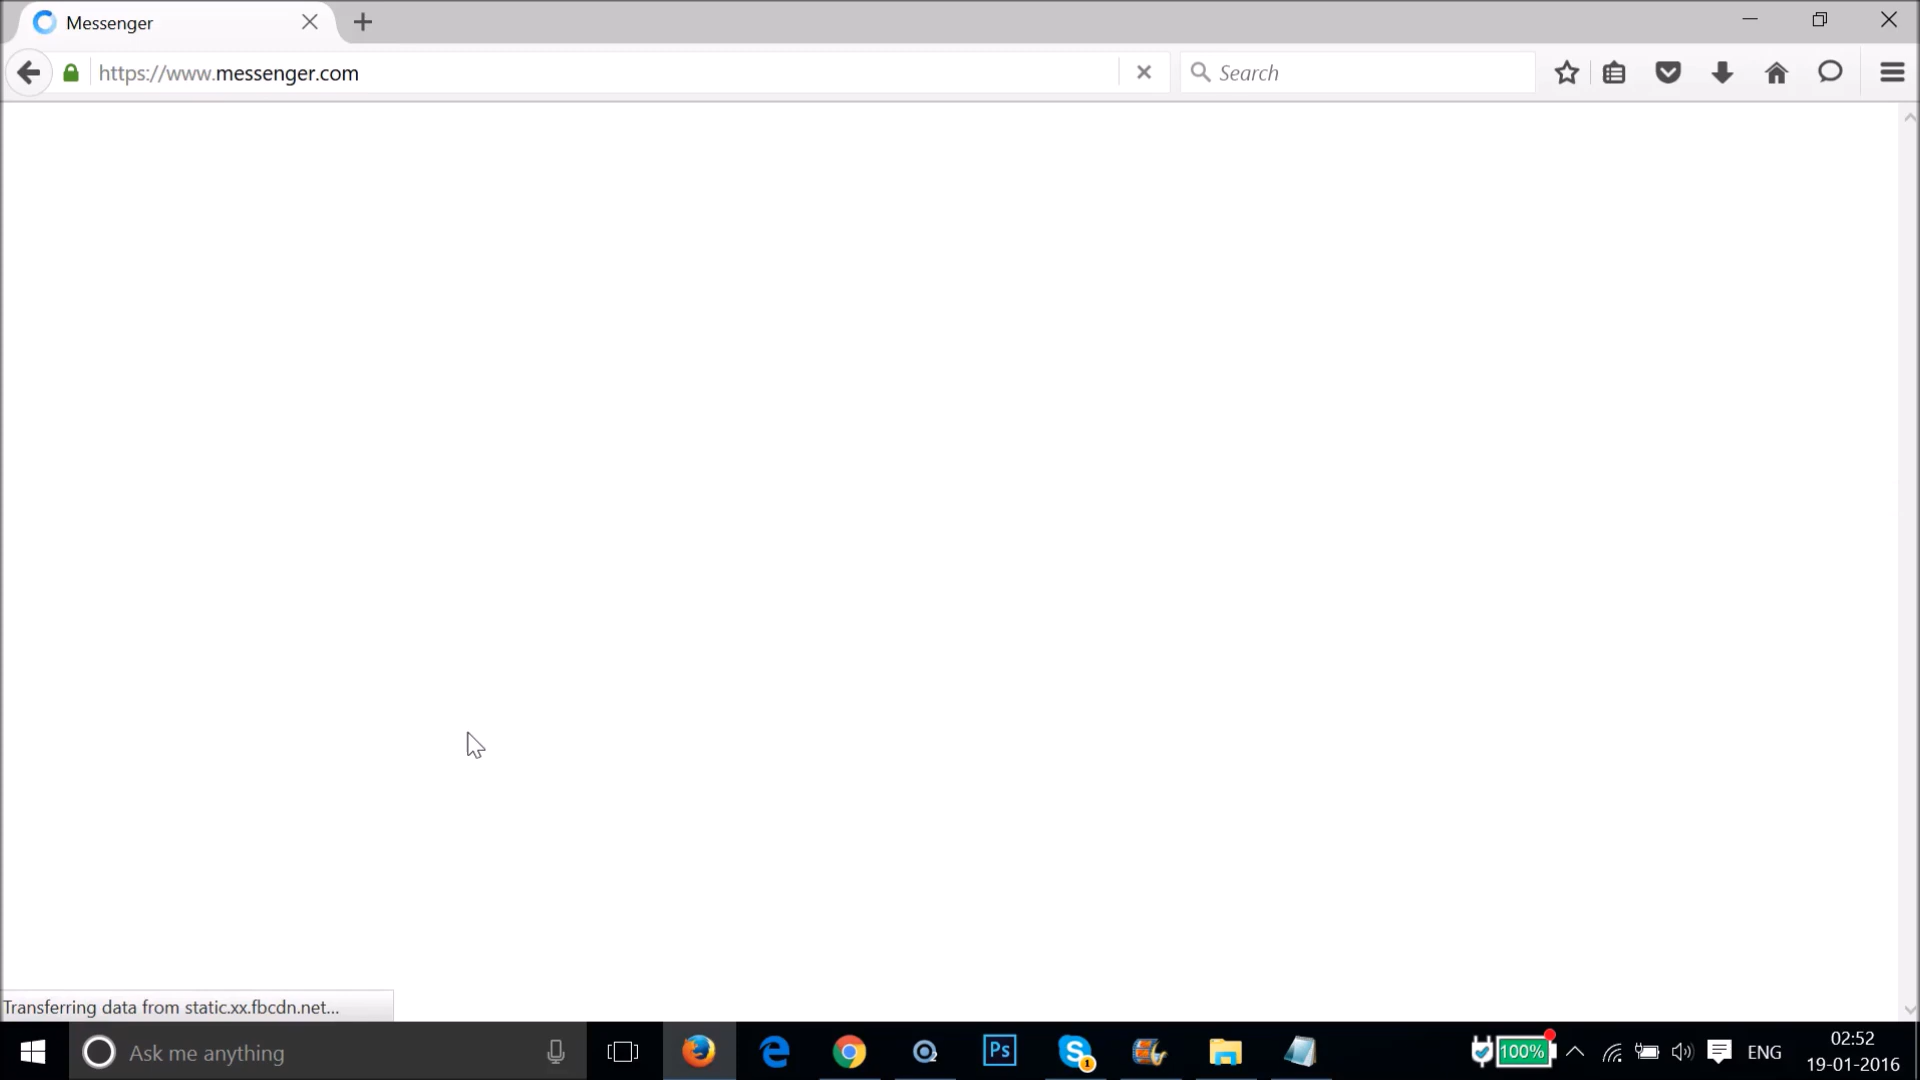 Messenger
https://www.messenger.com
Search
Transferring data from static.xx.fbcdn.net...
Ask me anything
Ps
1
100%
ENG
02:52
19-01-2016